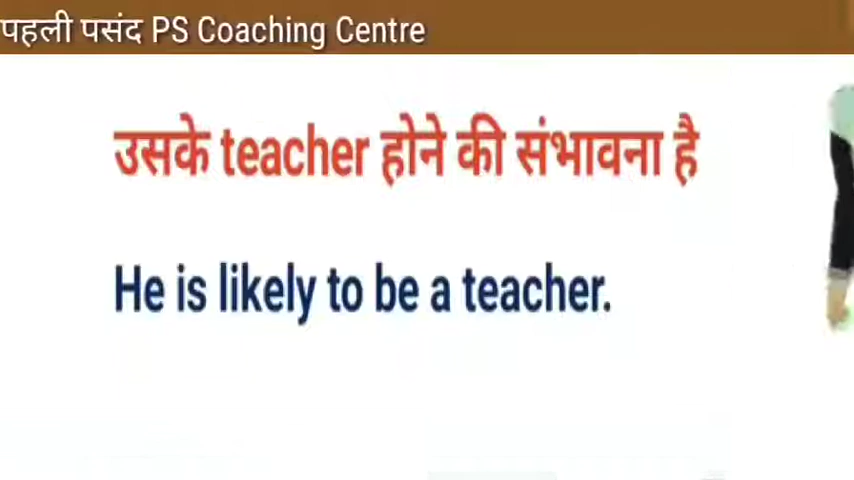 पहली पसंद PS Coaching Centre
उसके teacher होने की संभावना है
He is likely to be a teacher.